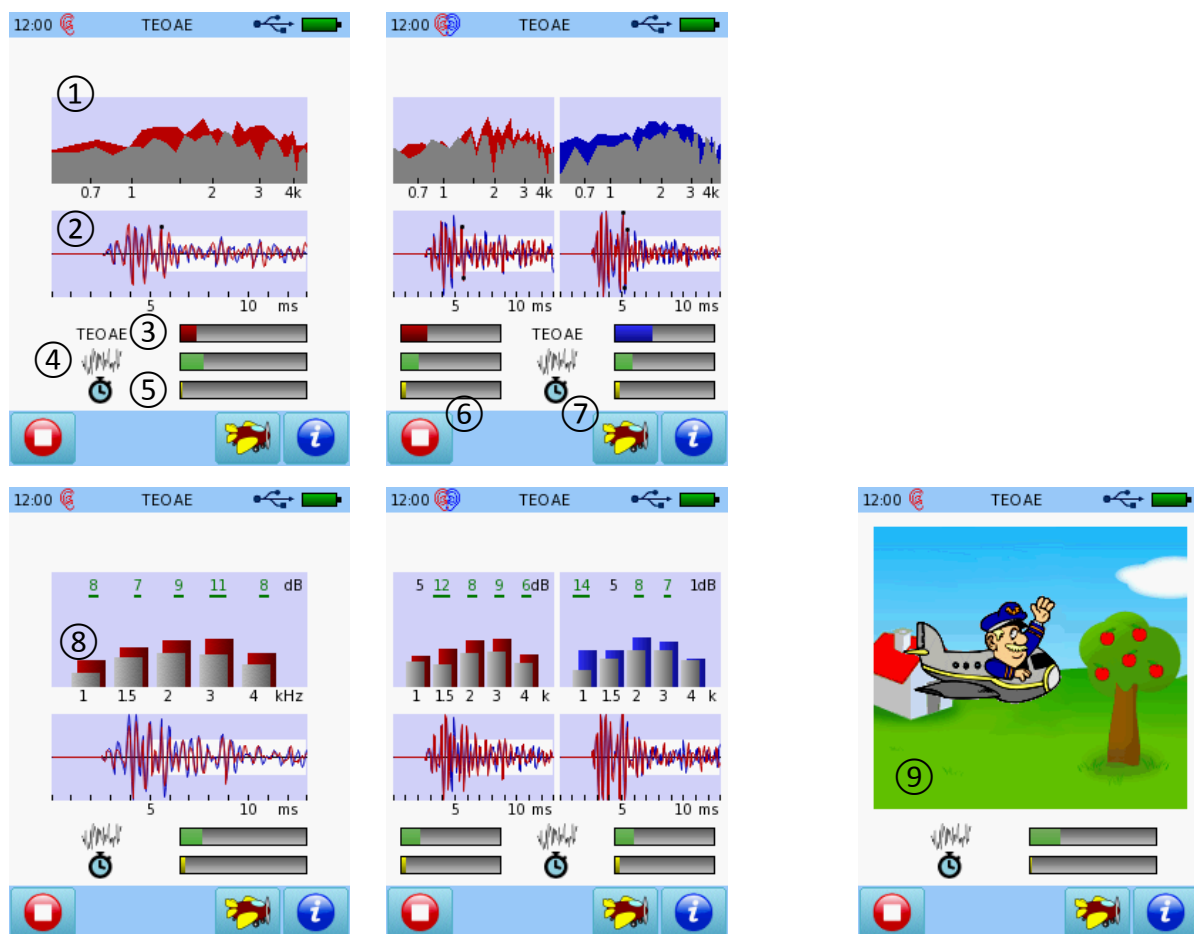 12:00 TEOAE
12:00 TEOAE
①
0.7 1 2 3 4k
0.7 1 2 3 4k
0.7 1 2 3 4k
②
5 10 ms
5 10 ms
5 10 ms
TEOAE ③
TEOAE
④
⑤
⑥
⑦
12:00 TEOAE
12:00 TEOAE
12:00 TEOAE
8 7 9 11 8 dB
5 12 8 9 6dB
14 5 8 7 1dB
⑧
1 1.5 2 3 4 kHz
1 1.5 2 3 4 k
1 1.5 2 3 4 k
5 10 ms
5 10 ms
5 10 ms
⑨